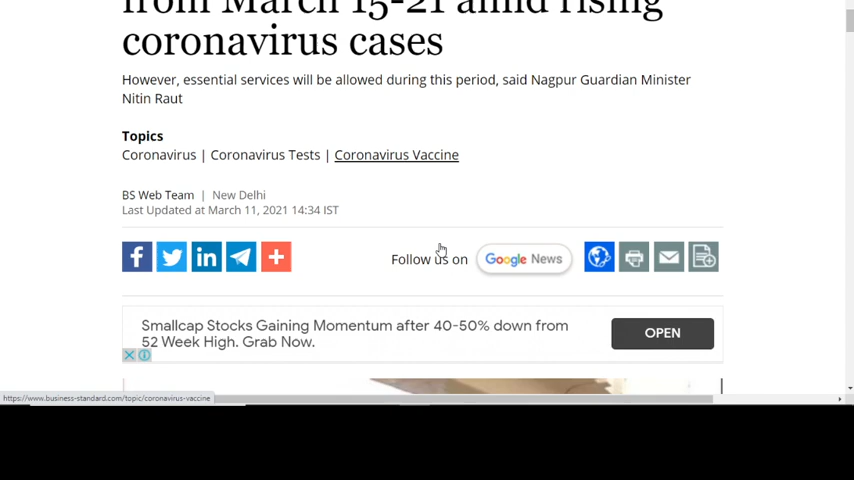 from March 15-21 amid rising
coronavirus cases
However, essential services will be allowed during this period, said Nagpur Guardian Minister
Nitin Raut
Topics
Coronavirus | Coronavirus Tests | Coronavirus Vaccine
BS Web Team | New Delhi
Last Updated at March 11, 2021 14:34 IST
Follow us on Google News
Smallcap Stocks Gaining Momentum after 40-50% down from
52 Week High. Grab Now.
OPEN
https://www.business-standard.com/topic/coronavirus-vaccine